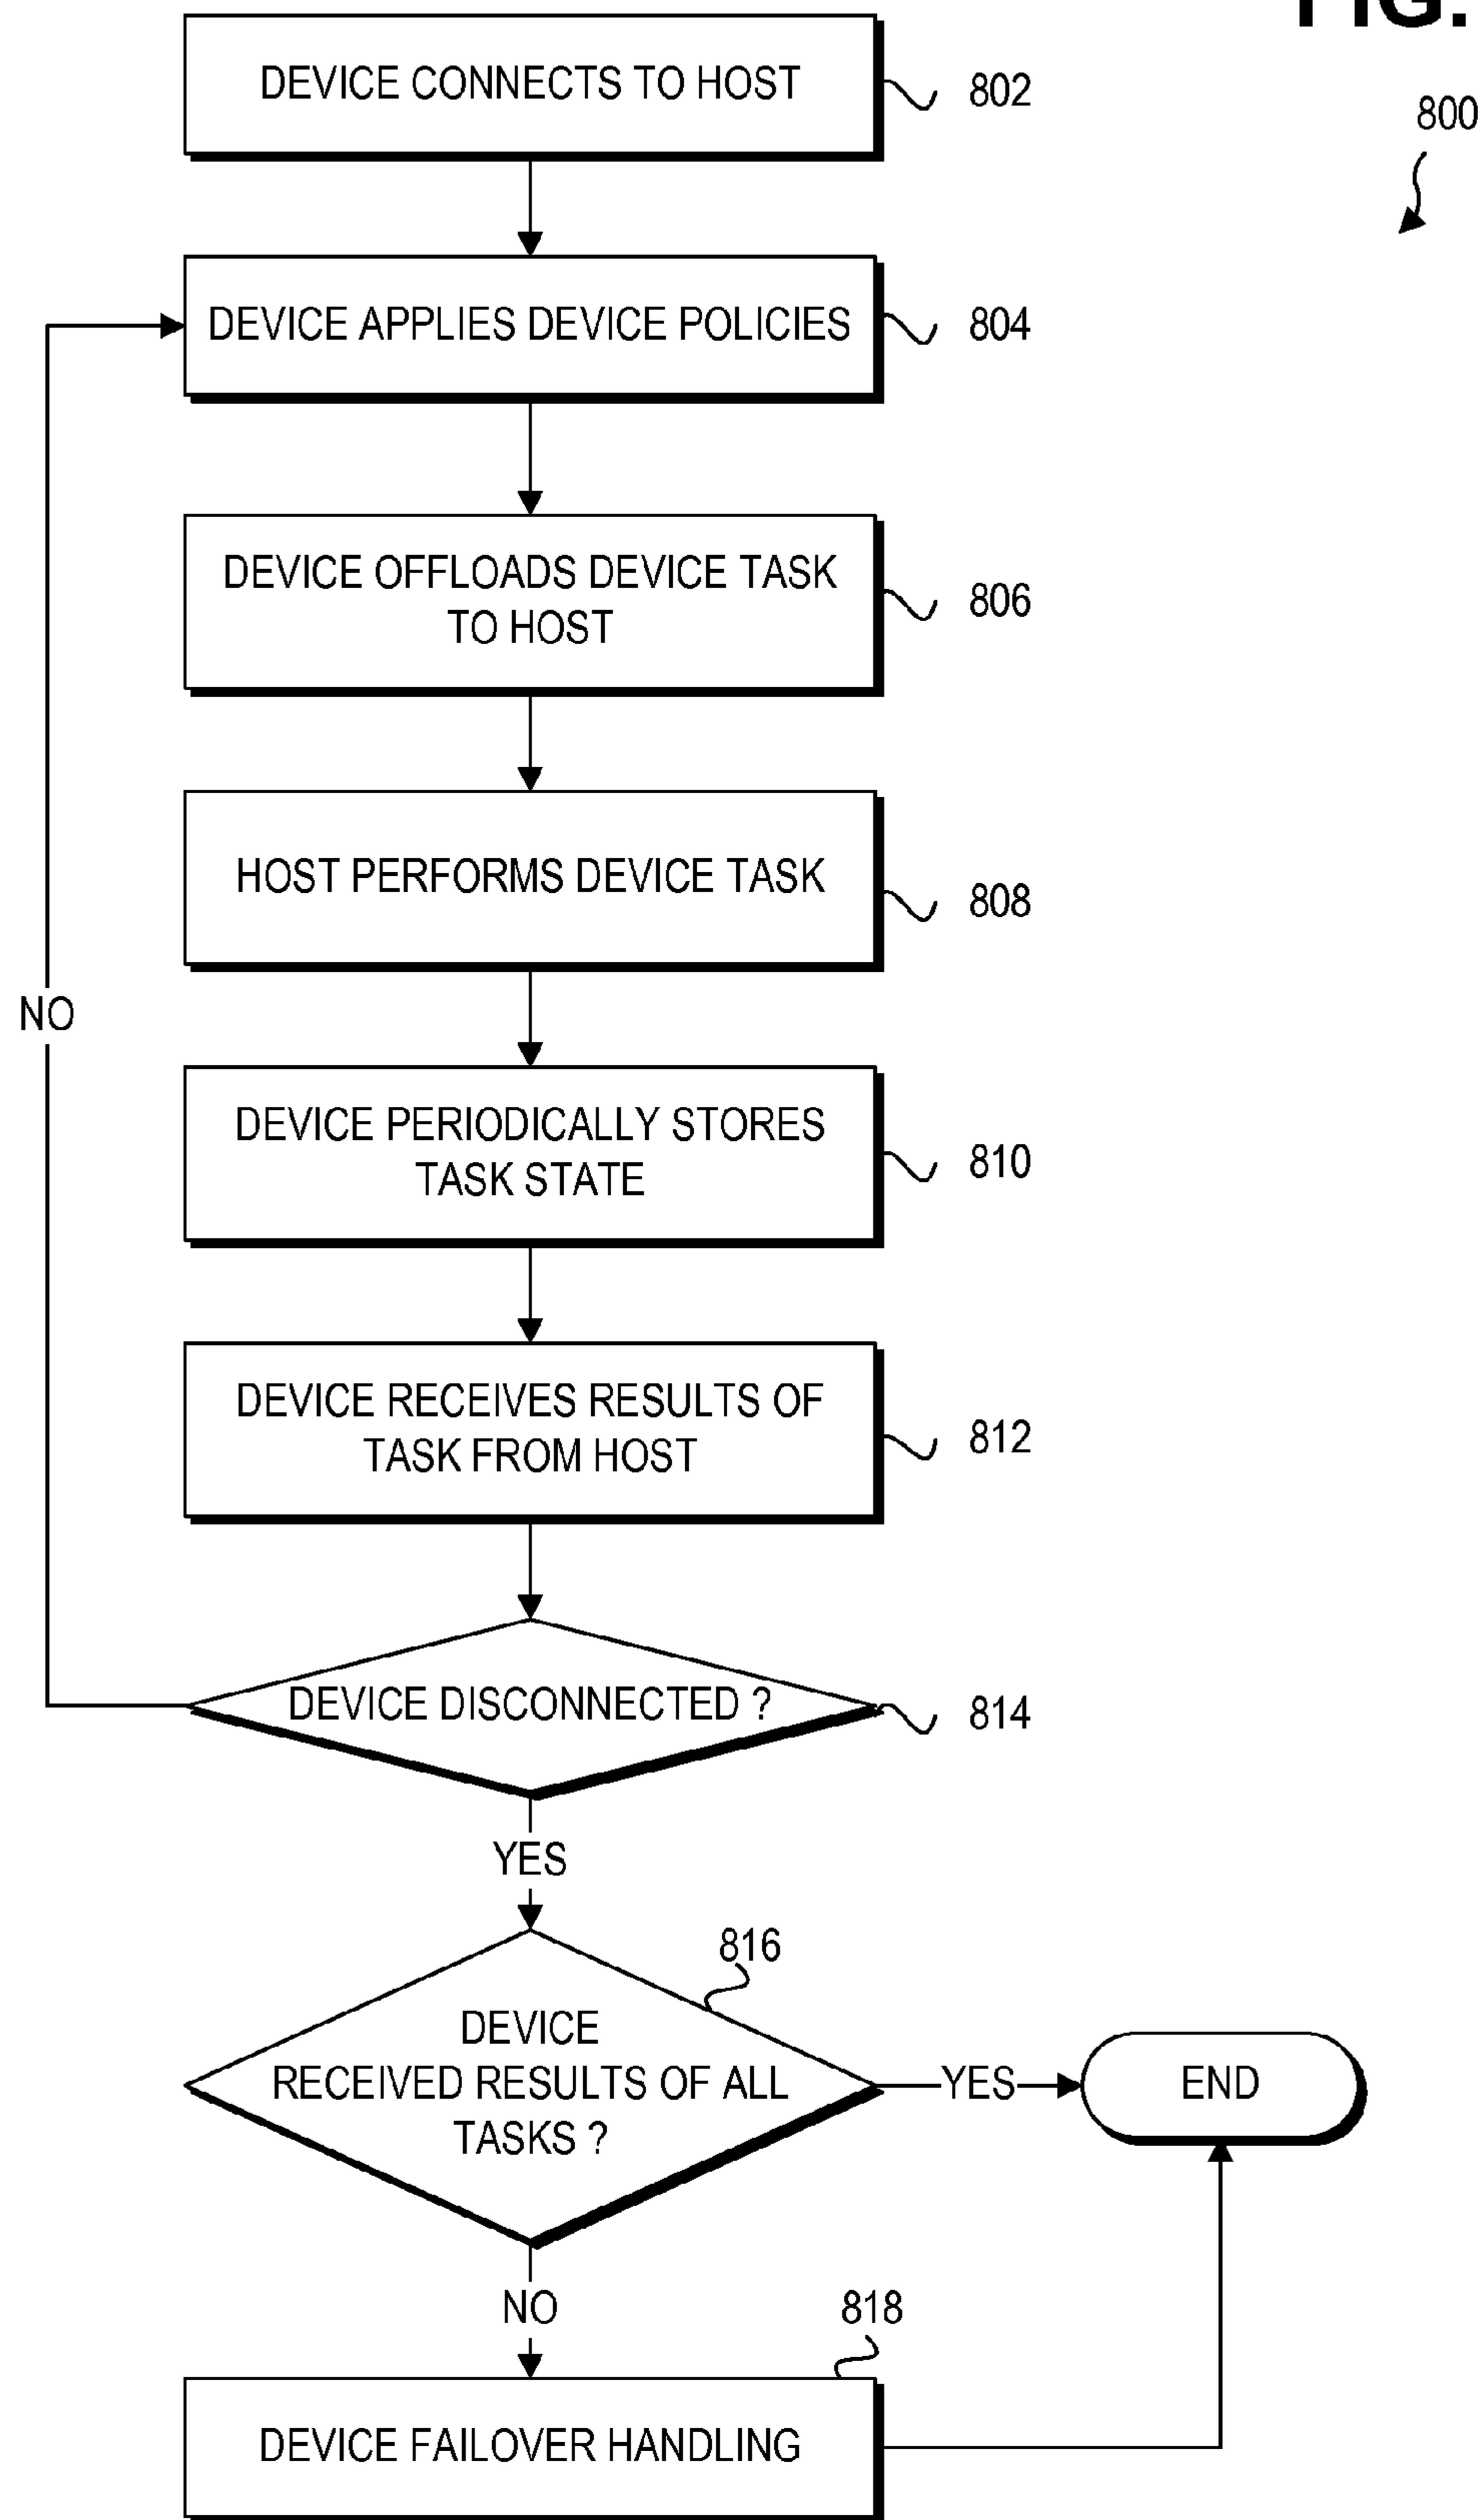 FIG.
DEVICE CONNECTS TO HOST
802
800
DEVICE APPLIES DEVICE POLICIES
804
DEVICE OFFLOADS DEVICE TASK
TO HOST
806
HOST PERFORMS DEVICE TASK
808
NO
DEVICE PERIODICALLY STORES
TASK STATE
810
DEVICE RECEIVES RESULTS OF
TASK FROM HOST
812
DEVICE DISCONNECTED ?
814
YES
816
DEVICE
RECEIVED RESULTS OF ALL
TASKS ?
YES
END
NO
818
DEVICE FAILOVER HANDLING